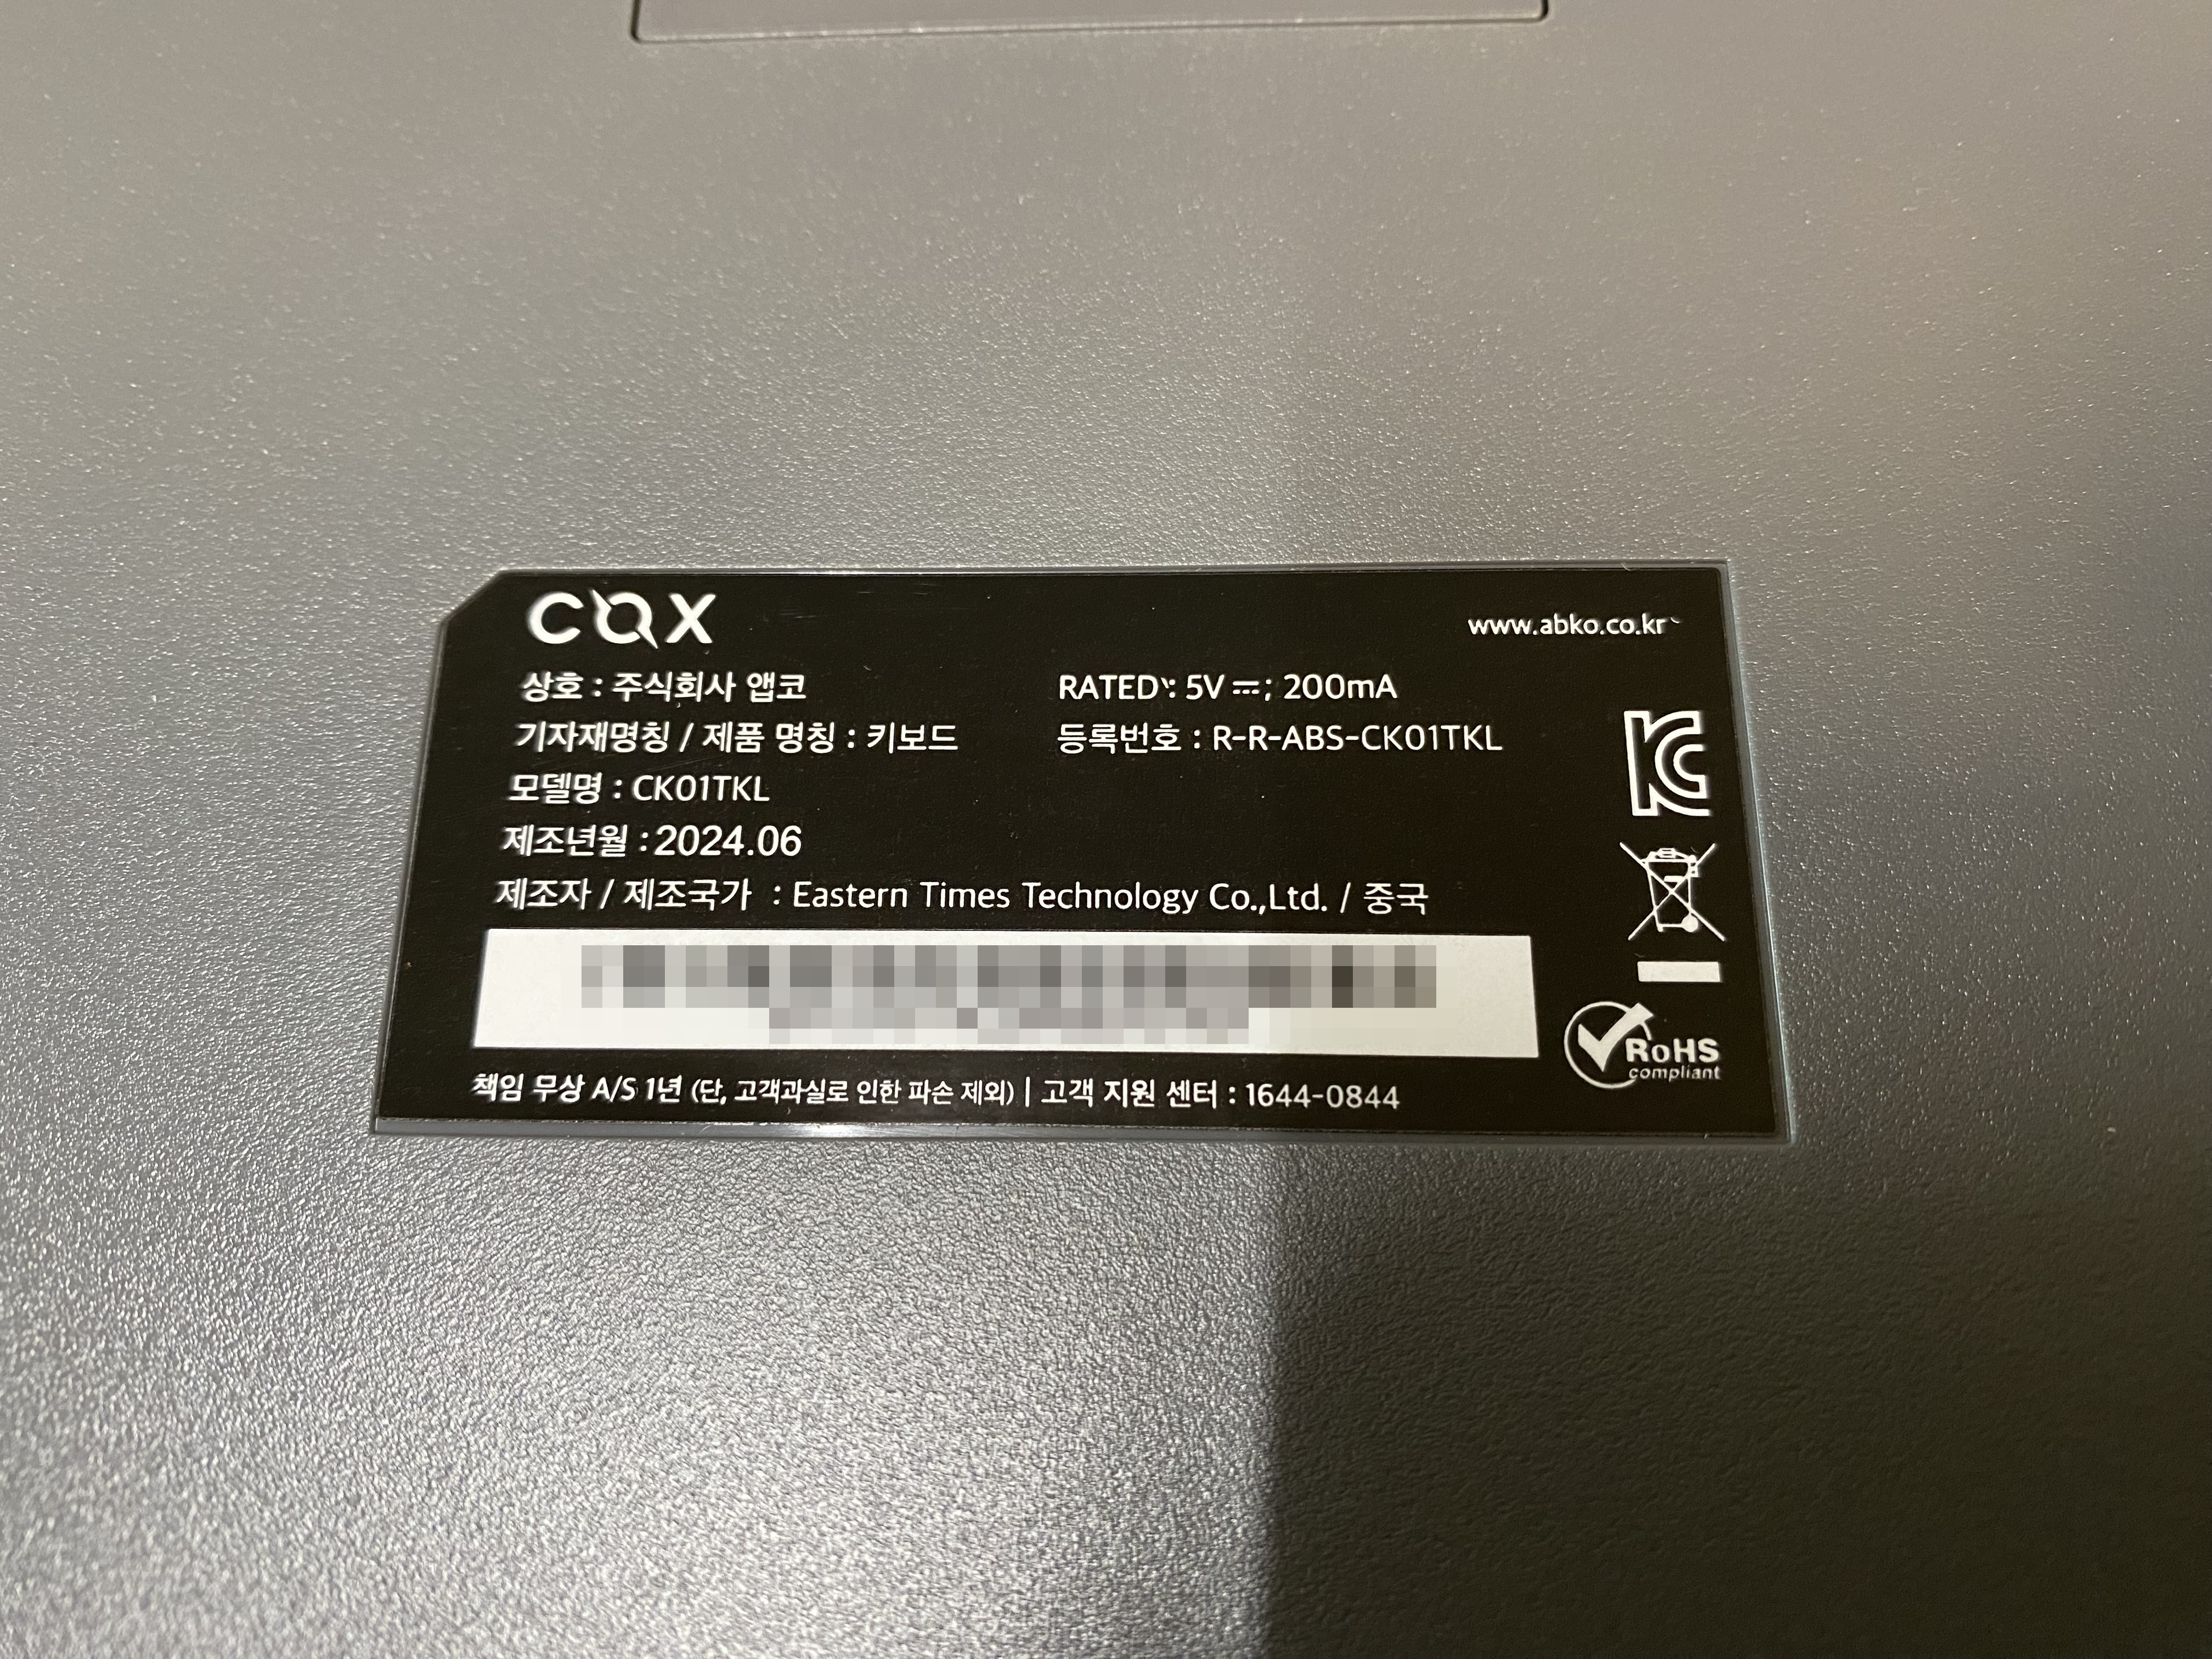 COX
www.abko.co.kr
상호 : 주식회사 앱코
RATED : 5V ⎓ ; 200mA
기자재명칭 / 제품 명칭 : 키보드
등록번호 : R-R-ABS-CK01TKL
모델명 : CK01TKL
제조년월 : 2024.06
제조자 / 제조국가 : Eastern Times Technology Co.,Ltd. / 중국
RoHS
compliant
책임 무상 A/S 1년 (단, 고객과실로 인한 파손 제외) | 고객 지원 센터 : 1644-0844